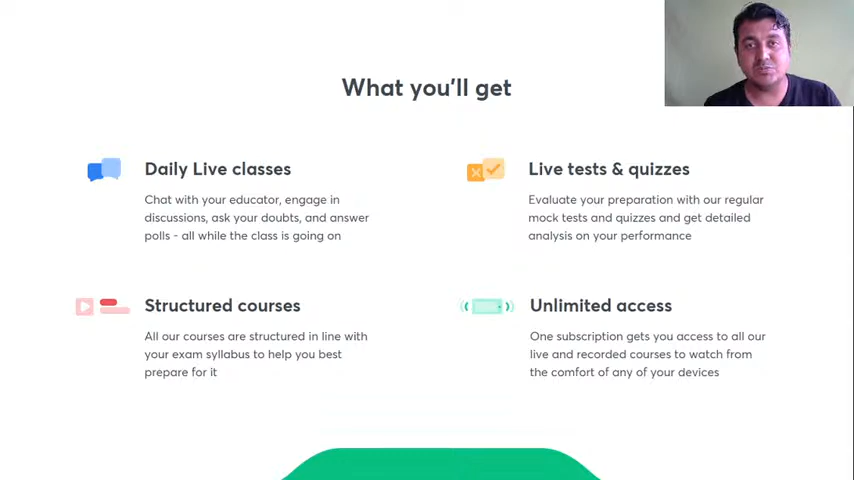 What you'll get
Daily Live classes
Chat with your educator, engage in
discussions, ask your doubts, and answer
polls - all while the class is going on
Live tests & quizzes
Evaluate your preparation with our regular
mock tests and quizzes and get detailed
analysis on your performance
Structured courses
All our courses are structured in line with
your exam syllabus to help you best
prepare for it
Unlimited access
One subscription gets you access to all our
live and recorded courses to watch from
the comfort of any of your devices